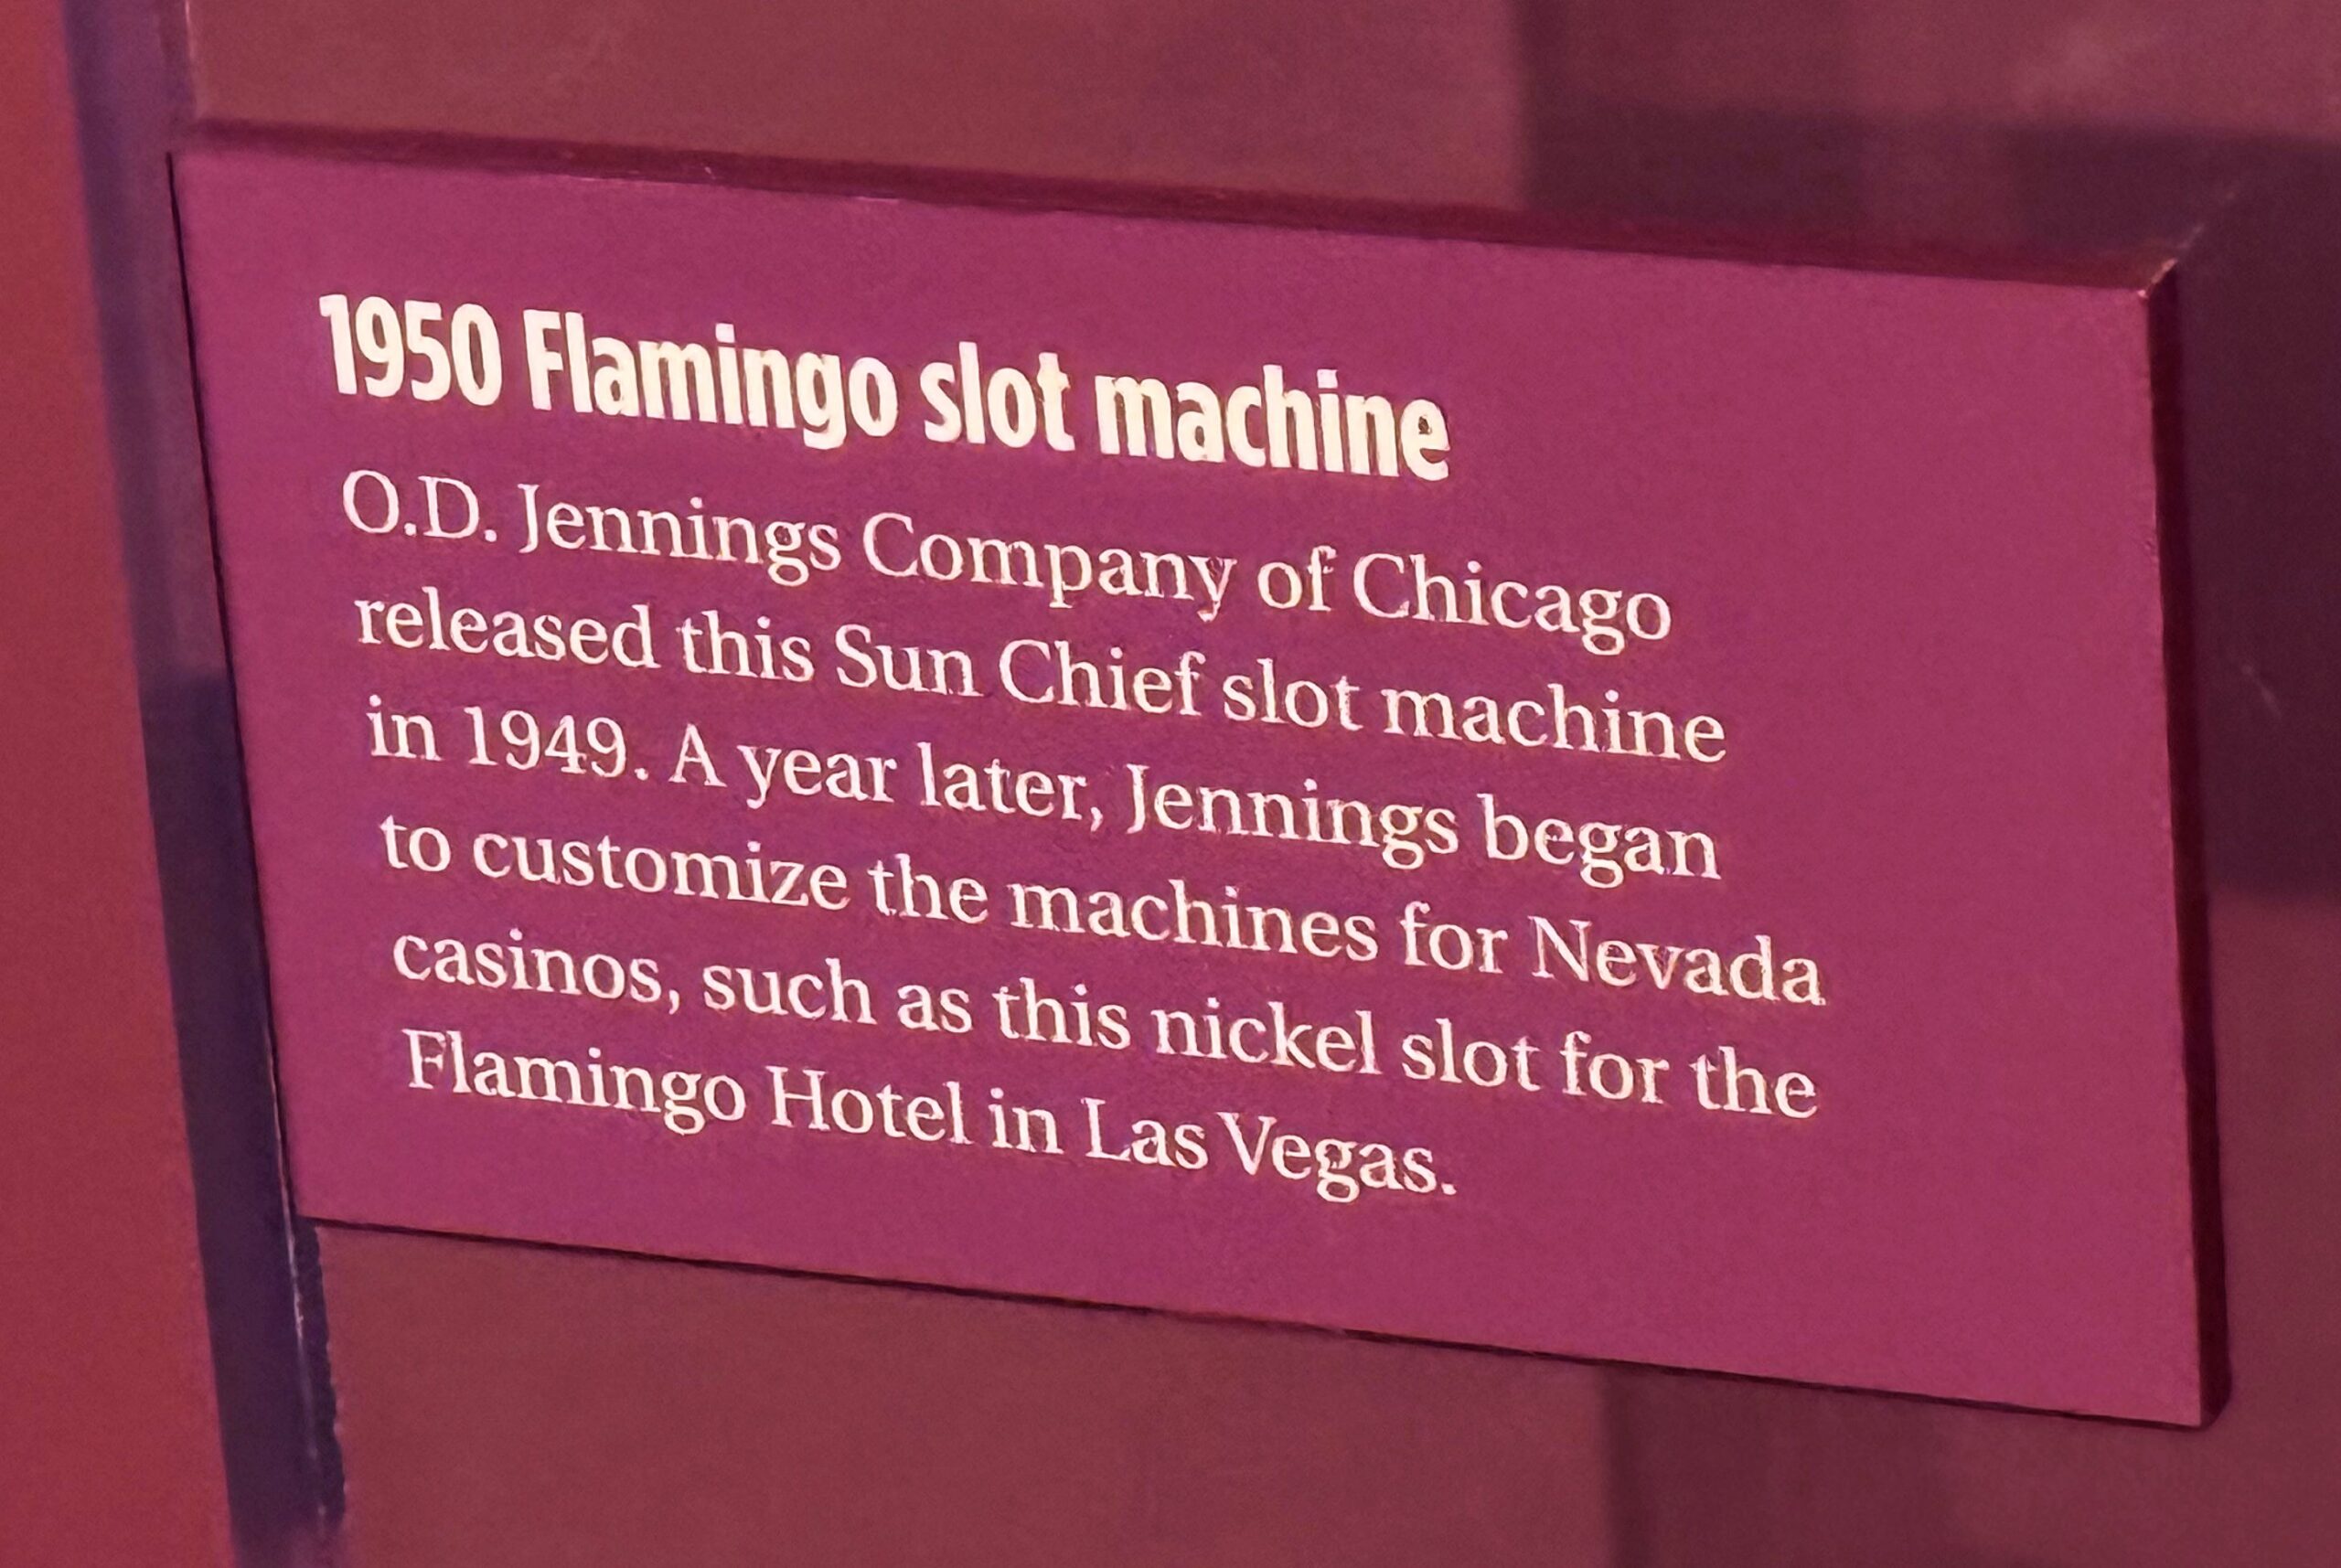 1950 Flamingo slot machine
O.D. Jennings Company of Chicago
released this Sun Chief slot machine
in 1949. A year later, Jennings began
to customize the machines for Nevada
casinos, such as this nickel slot for the
Flamingo Hotel in Las Vegas.